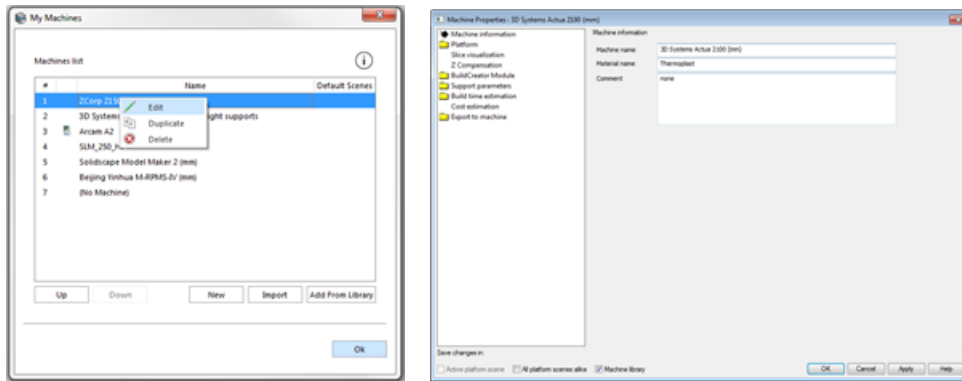 My Machines
Machines list
# Name Default Scenes
1 ZCorp Z150
2 3D System ght supports
3 Arcam A2
4 SLM_250_H
5 Solidscape Model Maker 2 (mm)
6 Beijing Yinhua M-RPMS-IV (mm)
7 (No Machine)
Edit
Duplicate
Delete
Up Down New Import Add From Library
Ok
Machine Properties : 3D Systems Actua 2100 (mm)
Machine information
Platform
Slice visualization
Z Compensation
BuildCreator Module
Support parameters
Build time estimation
Cost estimation
Export to machine
Machine information
Machine name 3D Systems Actua 2100 (mm)
Material name Thermoplast
Comment none
Save changes in:
Active platform scene All platform scenes alike Machine library
OK Cancel Apply Help